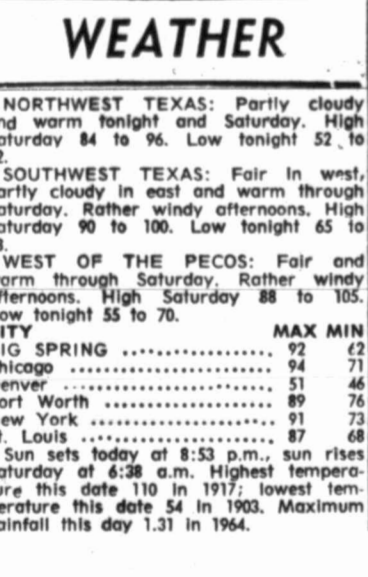 WEATHER
NORTHWEST TEXAS: Partly cloudy
nd warm tonight and Saturday. High
aturday 84 to 96. Low tonight 52 to
2.
SOUTHWEST TEXAS: Fair in west,
artly cloudy in east and warm through
aturday. Rather windy afternoons. High
aturday 90 to 100. Low tonight 65 to
WEST OF THE PECOS: Fair and
arm through Saturday. Rather windy
fternoons. High Saturday 88 to 105.
ow tonight 55 to 70.
ITY MAX MIN
IG SPRING .................. 92 62
hicago ........................ 94 71
enver ........................ 51 46
ort Worth .................... 89 76
ew York ..................... 91 73
t. Louis ...................... 87 68
Sun sets today at 8:53 p.m., sun rises
aturday at 6:38 a.m. Highest tempera-
ure this date 110 in 1917; lowest tem-
erature this date 54 in 1903. Maximum
ainfall this day 1.31 in 1964.